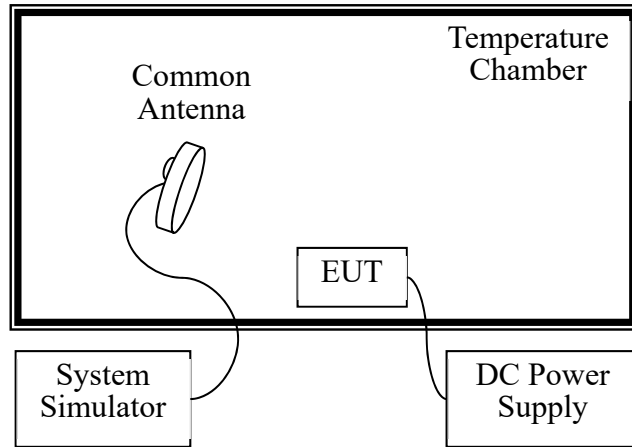 Temperature
Chamber
Common
Antenna
EUT
System
Simulator
DC Power
Supply